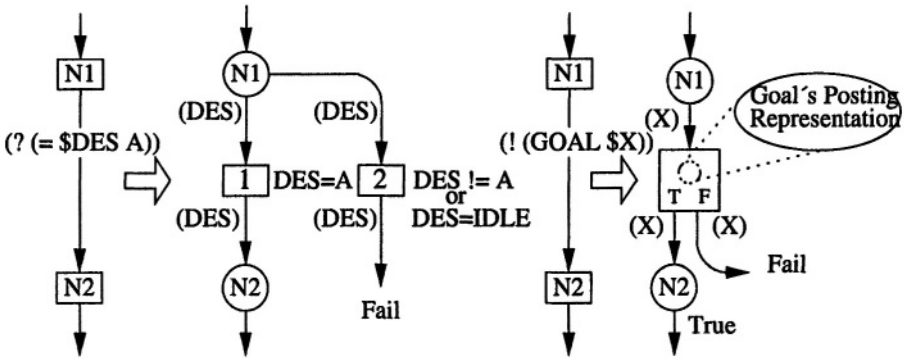 N1
(? (= $DES A))
N2
N1
(DES)
(DES)
1
DES=A
2
DES != A
or
DES=IDLE
(DES)
(DES)
N2
Fail
N1
(! (GOAL $X))
N2
N1
(X)
Goal´s Posting
Representation
T F
(X)
(X)
Fail
N2
True